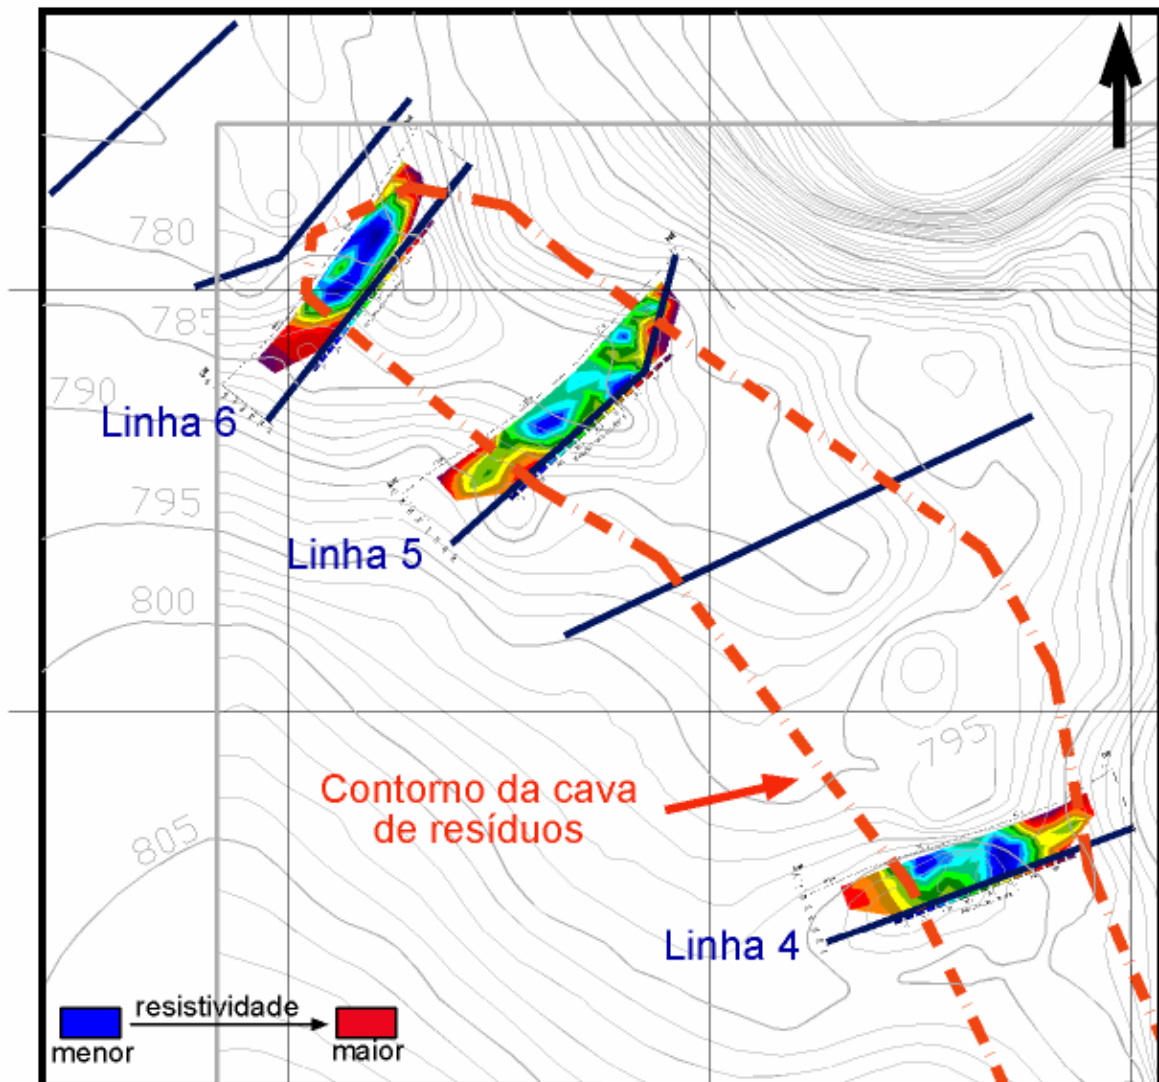 780
785
790
Linha 6
795
Linha 5
800
795
Contorno da cava
de resíduos
805
Linha 4
resistividade
menor
maior